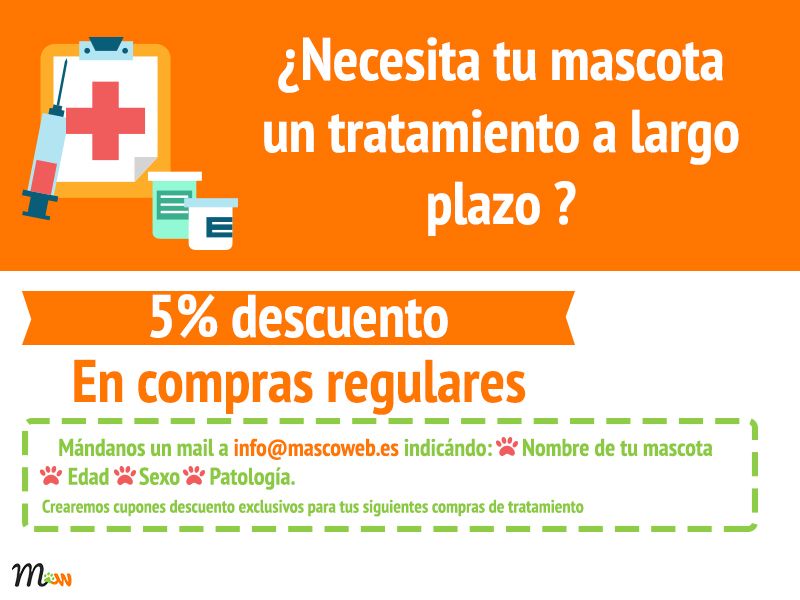 ¿Necesita tu mascota
un tratamiento a largo
plazo ?
5% descuento
En compras regulares
Mándanos un mail a info@mascoweb.es indicándo: Nombre de tu mascota
Edad Sexo Patología.
Crearemos cupones descuento exclusivos para tus siguientes compras de tratamiento
MW